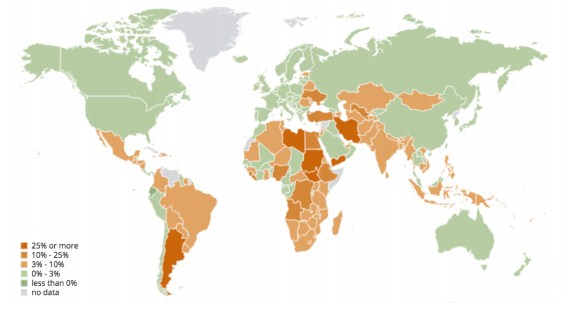 25% or more
10% - 25%
3% - 10%
0% - 3%
less than 0%
no data